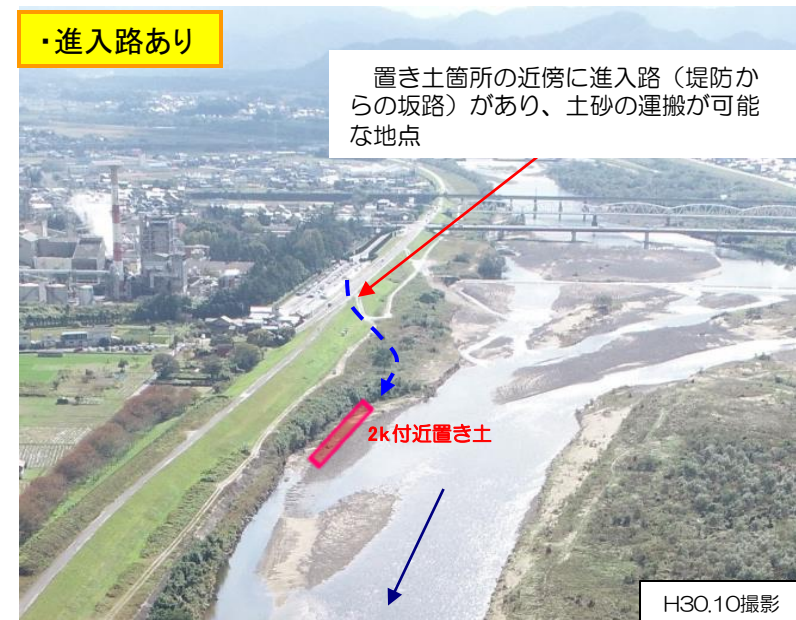 ・進入路あり
置き土箇所の近傍に進入路（堤防か
らの坂路）があり、土砂の運搬が可能
な地点
2k付近置き土
H30.10撮影